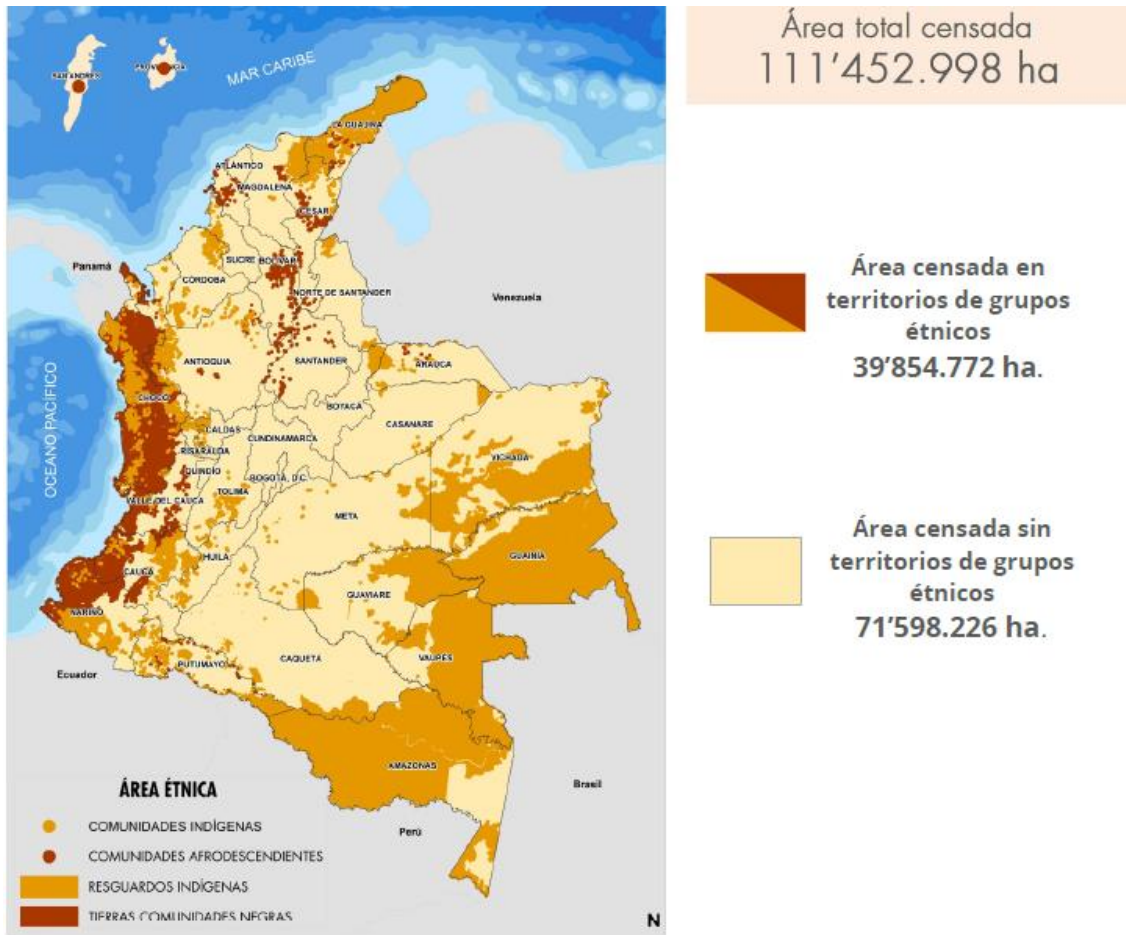 SAN ANDRES
PROVIDENCIA
MAR CARIBE
LA GUAJIRA
ATLÁNTICO
MAGDALENA
CESAR
Panamá
SUCRE
BOLÍVAR
CÓRDOBA
NORTE DE SANTANDER
Venezuela
ANTIOQUIA
SANTANDER
ARAUCA
OCEANO PACÍFICO
CHOCÓ
BOYACÁ
CASANARE
CALDAS
CUNDINAMARCA
RISARALDA
VICHADA
QUINDÍO
BOGOTÁ, D.C.
TOLIMA
VALLE DEL CAUCA
META
HUILA
GUAINÍA
CAUCA
GUAVIARE
NARIÑO
CAQUETÁ
VAUPÉS
PUTUMAYO
Ecuador
AMAZONAS
Brasil
Perú
ÁREA ÉTNICA
COMUNIDADES INDÍGENAS
COMUNIDADES AFRODESCENDIENTES
RESGUARDOS INDÍGENAS
TIERRAS COMUNIDADES NEGRAS
N
Área total censada
111’452.998 ha
Área censada en
territorios de grupos
étnicos
39’854.772 ha.
Área censada sin
territorios de grupos
étnicos
71’598.226 ha.